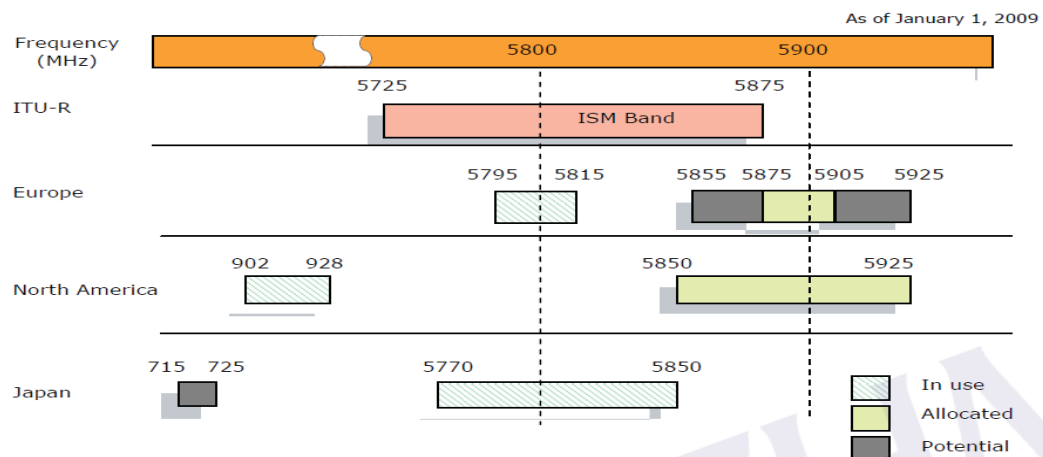 As of January 1, 2009
Frequency
(MHz)
5800
5900
ITU-R
5725
5875
ISM Band
Europe
5795
5815
5855
5875
5905
5925
North America
902
928
5850
5925
Japan
715
725
5770
5850
In use
Allocated
Potential